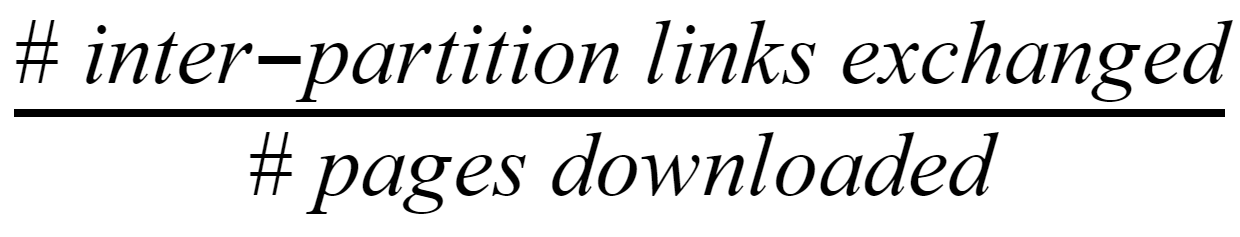 # inter-partition links exchanged
# pages downloaded